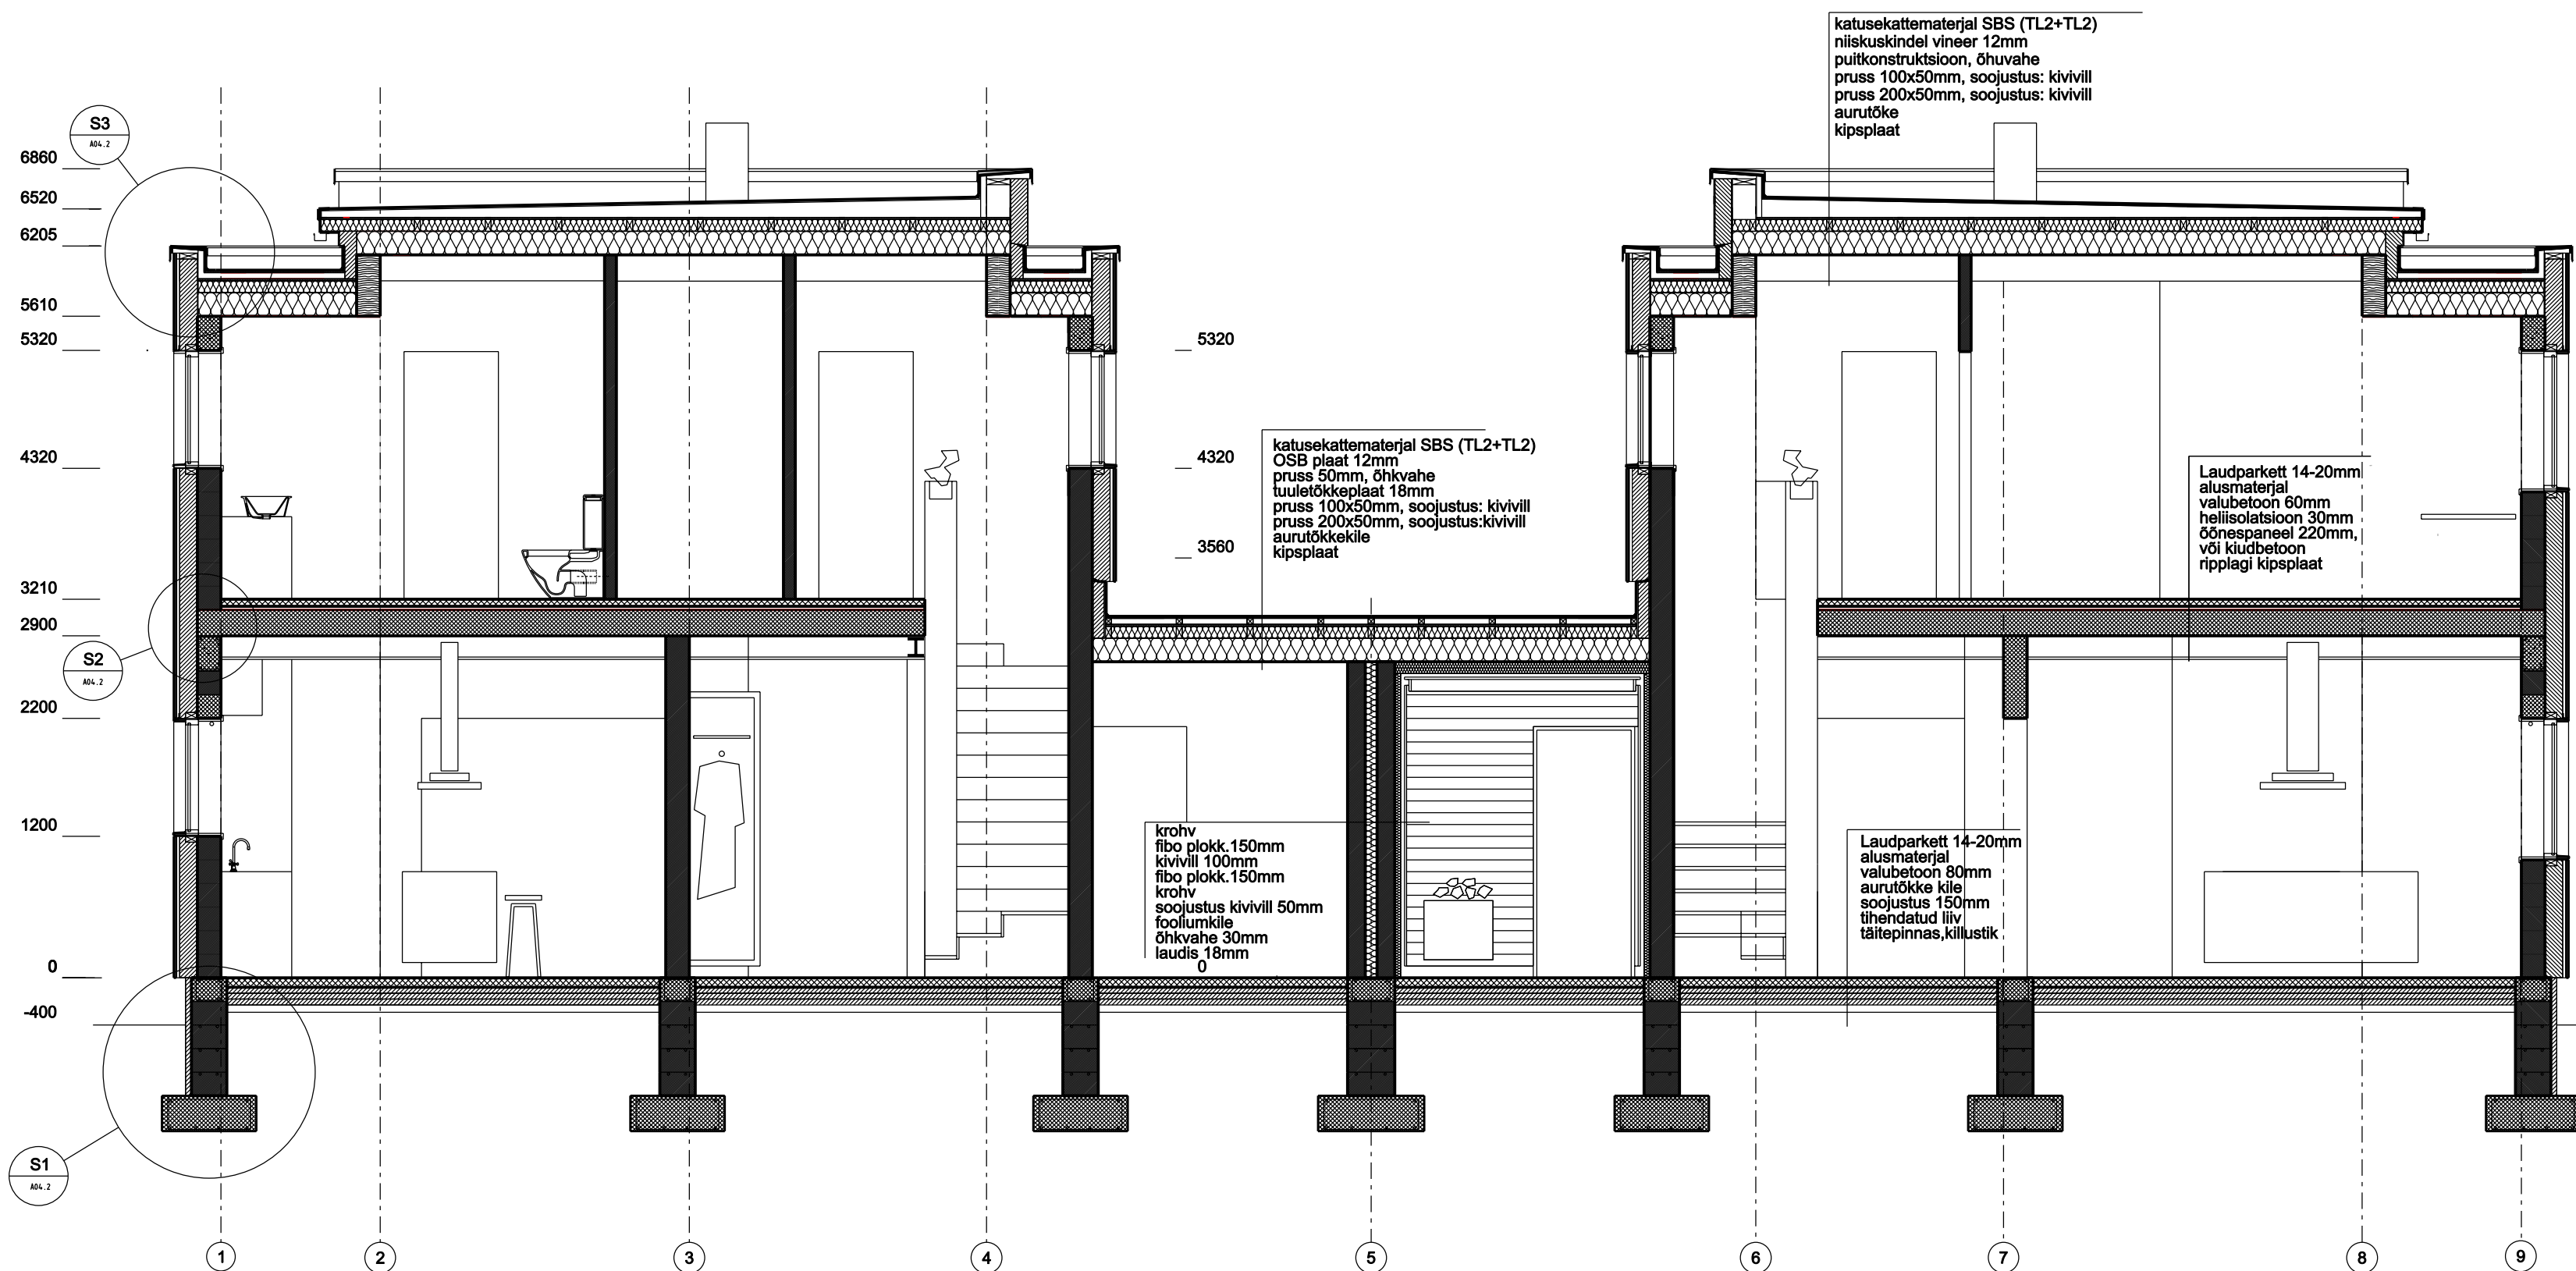 katusekattematerjal SBS (TL2+TL2)
niiskuskindel vineer 12mm
puitkonstruktsioon, õhuvahe
pruss 100x50mm, soojustus: kivivill
pruss 200x50mm, soojustus: kivivill
aurutõke
kipsplaat
S3
A04.2
6860
6520
6205
5610
5320
4320
3210
2900
S2
A04.2
2200
1200
0
-400
S1
A04.2
5320
4320
3560
katusekattematerjal SBS (TL2+TL2)
OSB plaat 12mm
pruss 50mm, õhkvahe
tuuletõkkeplaat 18mm
pruss 100x50mm, soojustus: kivivill
pruss 200x50mm, soojustus:kivivill
aurutõkkekile
kipsplaat
Laudparkett 14-20mm
alusmaterjal
valubetoon 60mm
heliisolatsioon 30mm
õõnespaneel 220mm,
või kiudbetoon
ripplagi kipsplaat
krohv
fibo plokk.150mm
kivivill 100mm
fibo plokk.150mm
krohv
soojustus kivivill 50mm
fooliumkile
õhkvahe 30mm
laudis 18mm
0
Laudparkett 14-20mm
alusmaterjal
valubetoon 80mm
aurutõkke kile
soojustus 150mm
tihendatud liiv
täitepinnas,killustik
1 2 3 4 5 6 7 8 9